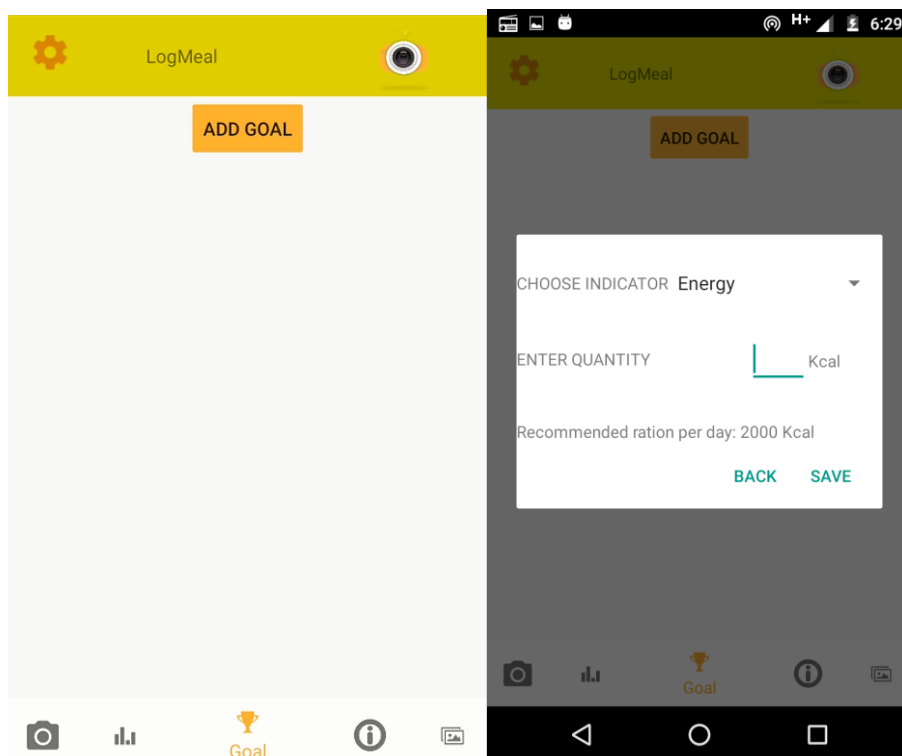 LogMeal
ADD GOAL
Goal
H+ 6:29
LogMeal
ADD GOAL
CHOOSE INDICATOR Energy
ENTER QUANTITY Kcal
Recommended ration per day: 2000 Kcal
BACK SAVE
Goal